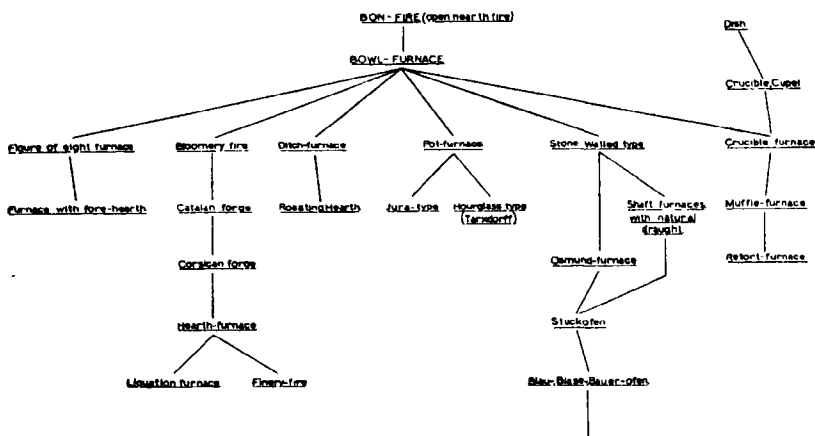 BON-FIRE (open hearth fire)
Dish
BOWL-FURNACE
Crucible, Cupel
Figure of eight furnace
Bloomery fire
Ditch-furnace
Pot-furnace
Stone Walled type
Crucible furnace
Furnace with fore-hearth
Catalan forge
Roasting Hearth
Jura-type
Hourglass type
(Tarxdorff)
Shaft furnaces
with natural
draught
Muffle-furnace
Corsican forge
Osmund-furnace
Retort-furnace
Hearth-furnace
Stuckofen
Liquation furnace
Finery-fire
Blau-, Blase-, Bauer-ofen